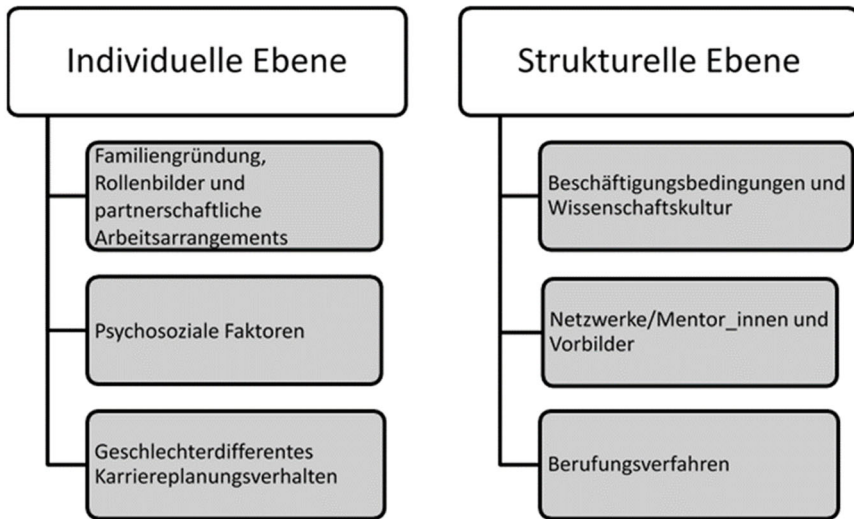 Individuelle Ebene
Familiengründung,
Rollenbilder und
partnerschaftliche
Arbeitsarrangements
Psychosoziale Faktoren
Geschlechterdifferentes
Karriereplanungsverhalten
Strukturelle Ebene
Beschäftigungsbedingungen und
Wissenschaftskultur
Netzwerke/Mentor_innen und
Vorbilder
Berufungsverfahren